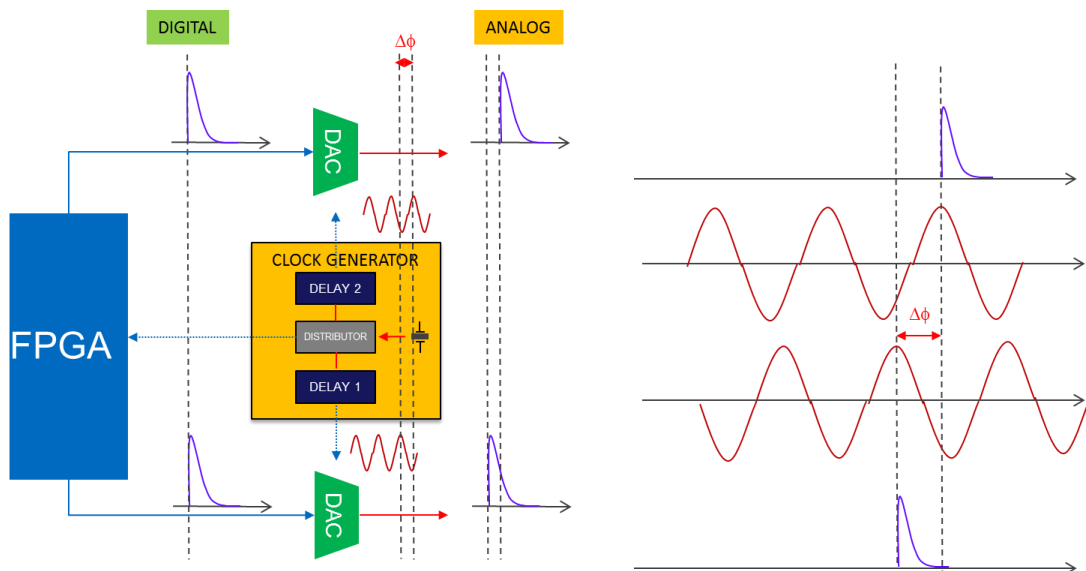 DIGITAL
ANALOG
Δϕ
DAC
CLOCK GENERATOR
DELAY 2
DISTRIBUTOR
DELAY 1
FPGA
DAC
Δϕ